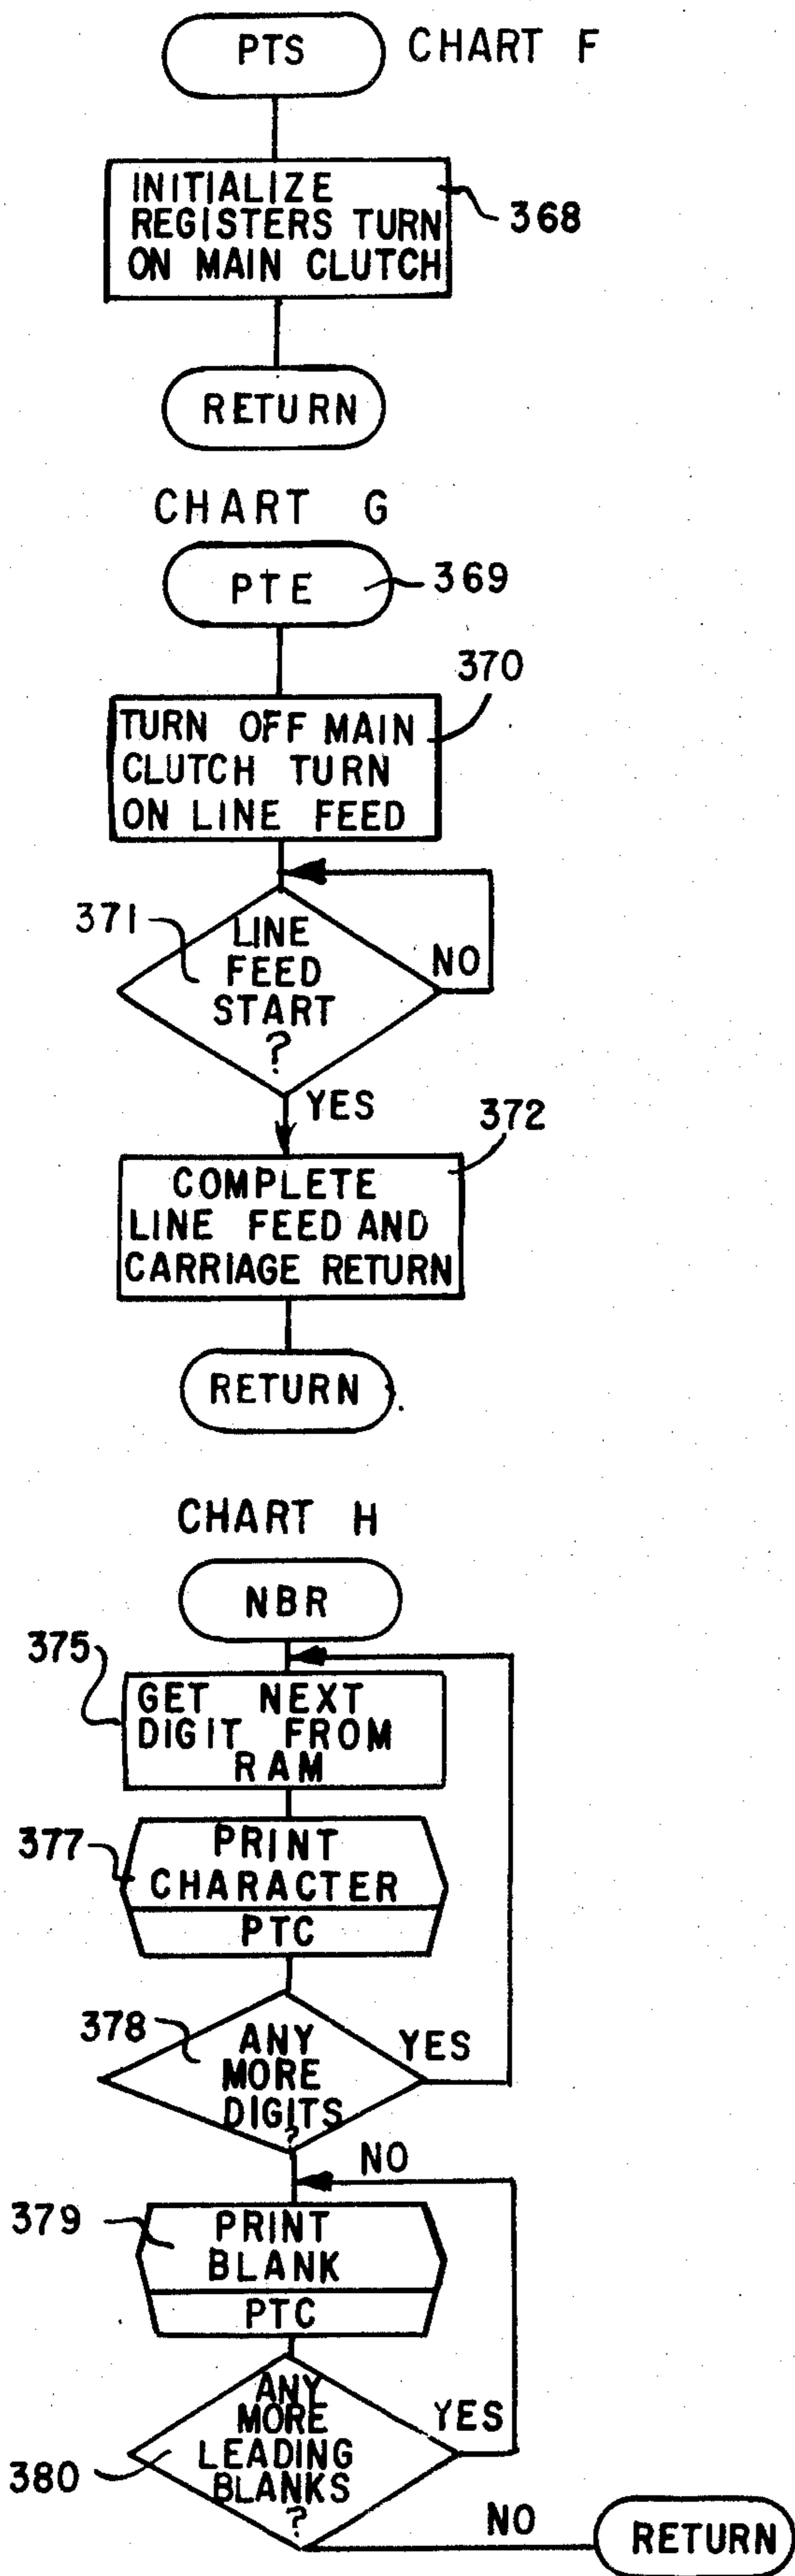 PTS
CHART F
INITIALIZE
REGISTERS TURN
ON MAIN CLUTCH
368
RETURN
CHART G
PTE
369
370
TURN OFF MAIN
CLUTCH TURN
ON LINE FEED
371
LINE
FEED
START
?
NO
YES
372
COMPLETE
LINE FEED AND
CARRIAGE RETURN
RETURN
CHART H
NBR
375
GET NEXT
DIGIT FROM
RAM
377
PRINT
CHARACTER
PTC
378
ANY
MORE
DIGITS
?
YES
NO
379
PRINT
BLANK
PTC
ANY
MORE
LEADING
BLANKS
?
YES
380
NO
RETURN